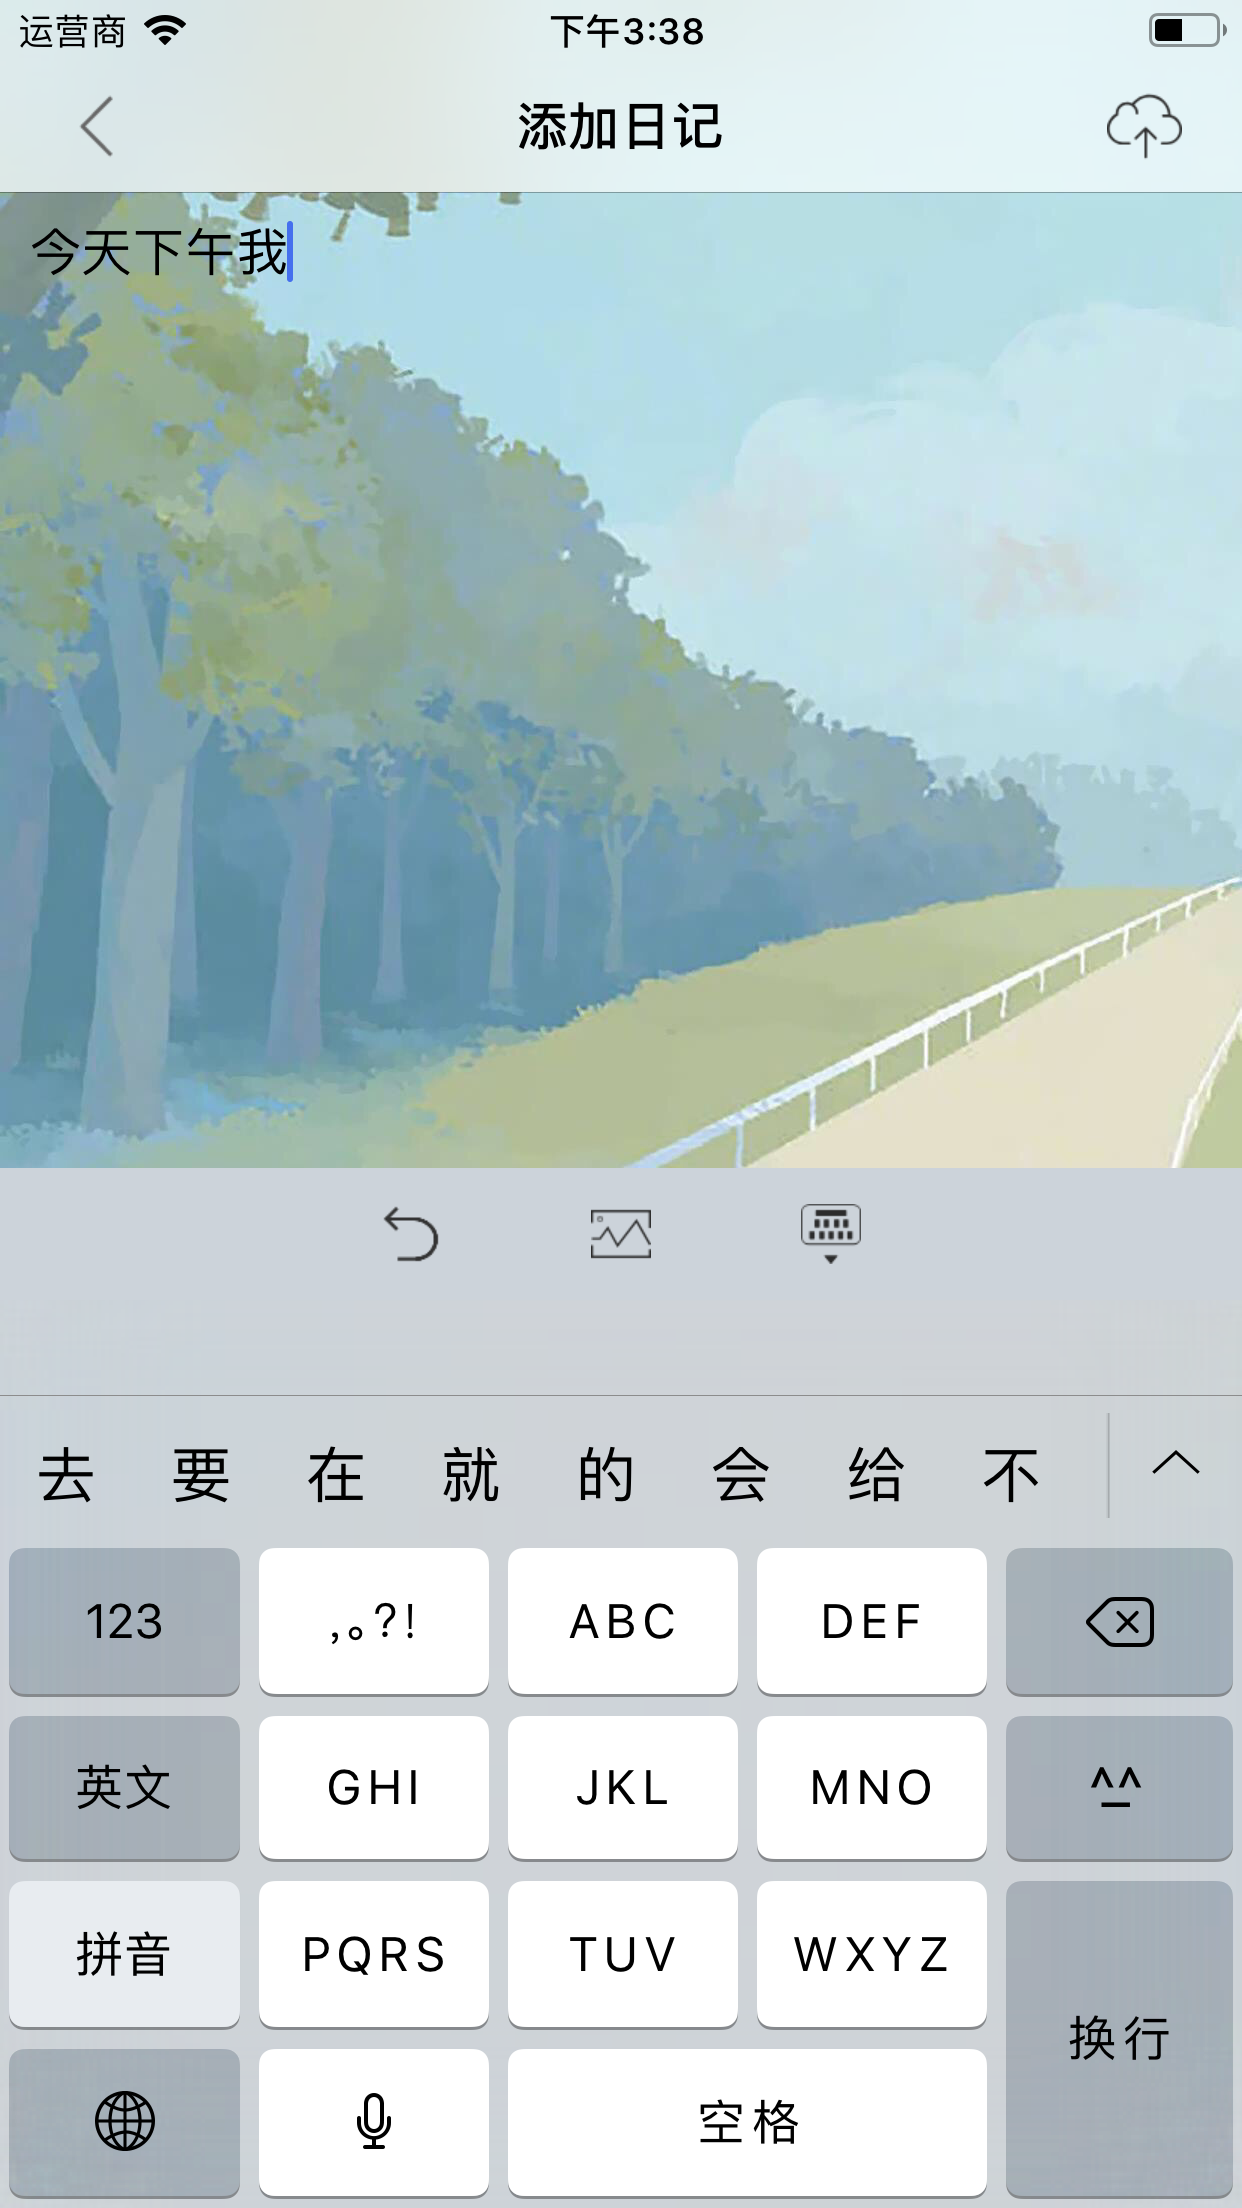 运营商 下午3:38
添加日记
今天下午我
去 要 在 就 的 会 给 不
123 ,。?! ABC DEF
英文 GHI JKL MNO ^_^
拼音 PQRS TUV WXYZ
换行
空格